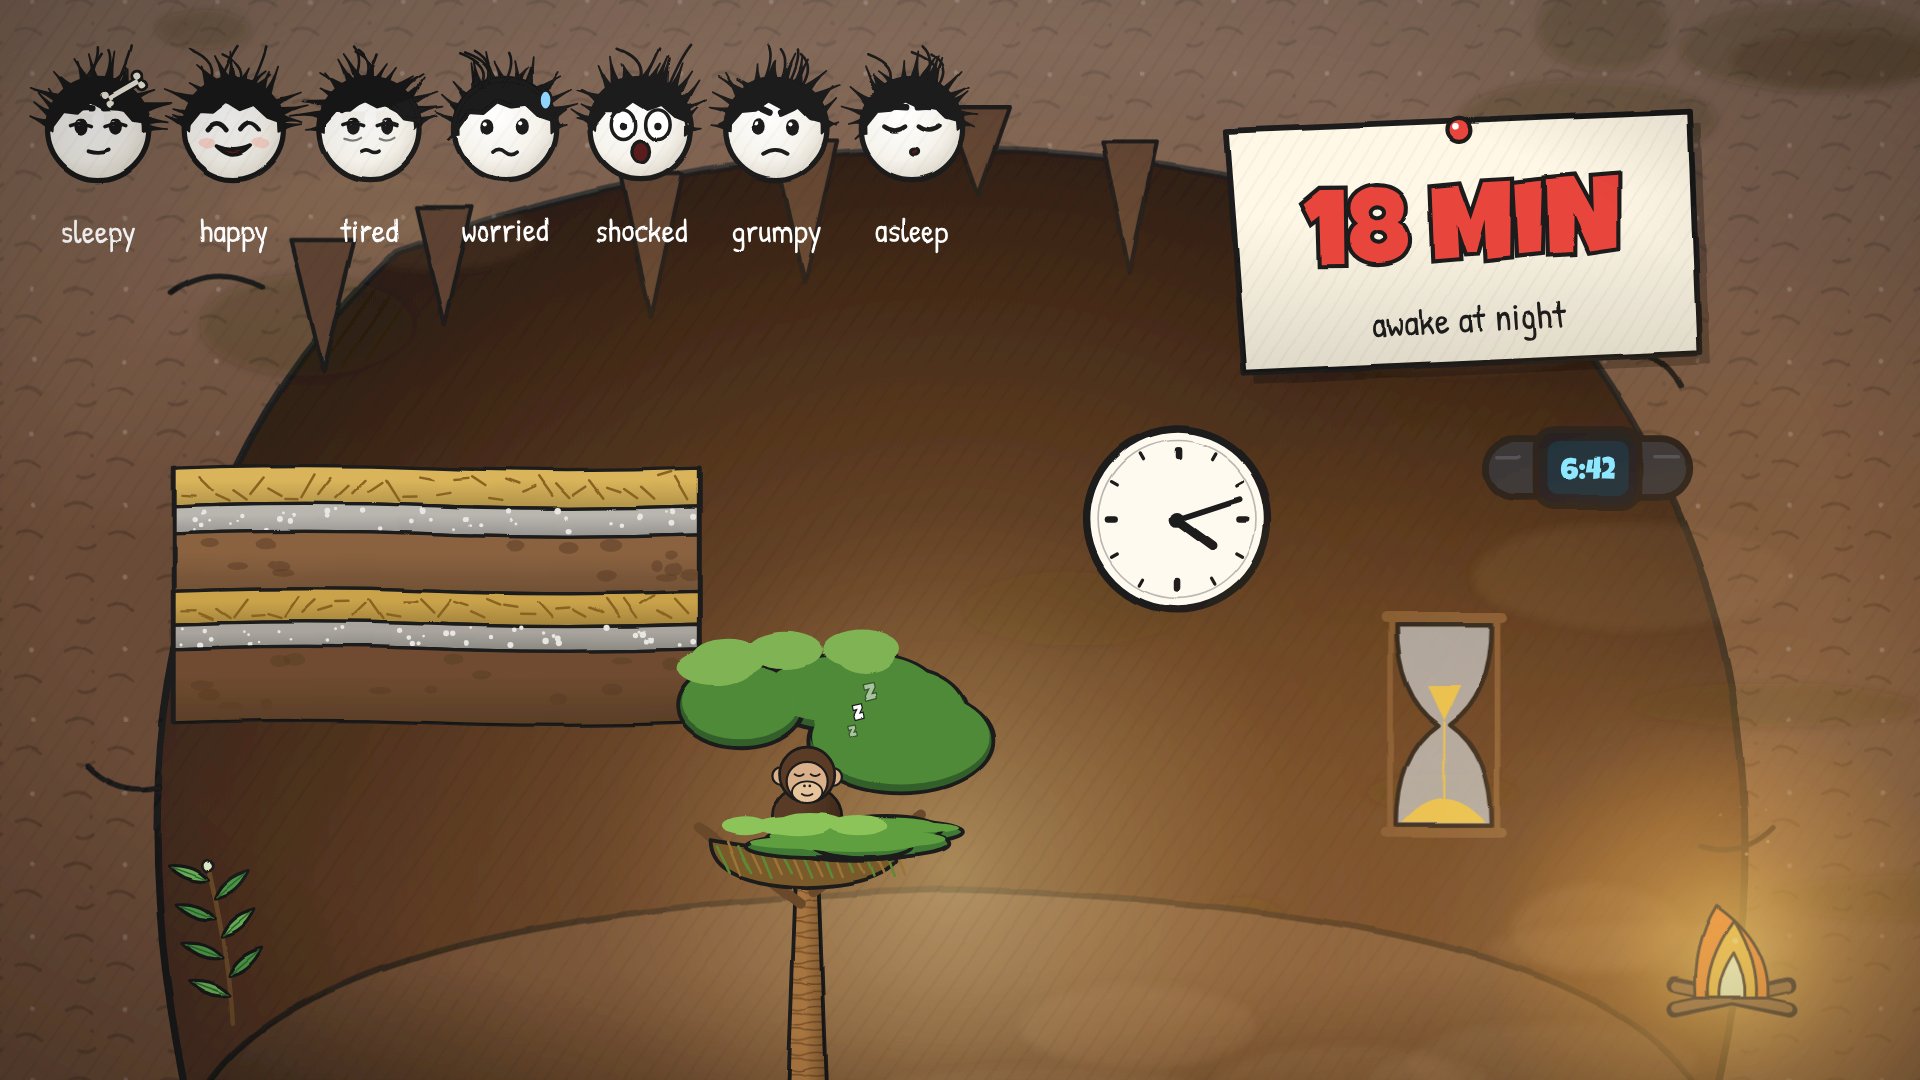 sleepy happy tired worried shocked grumpy asleep
18 MIN
awake at night
6:42
z
z
z